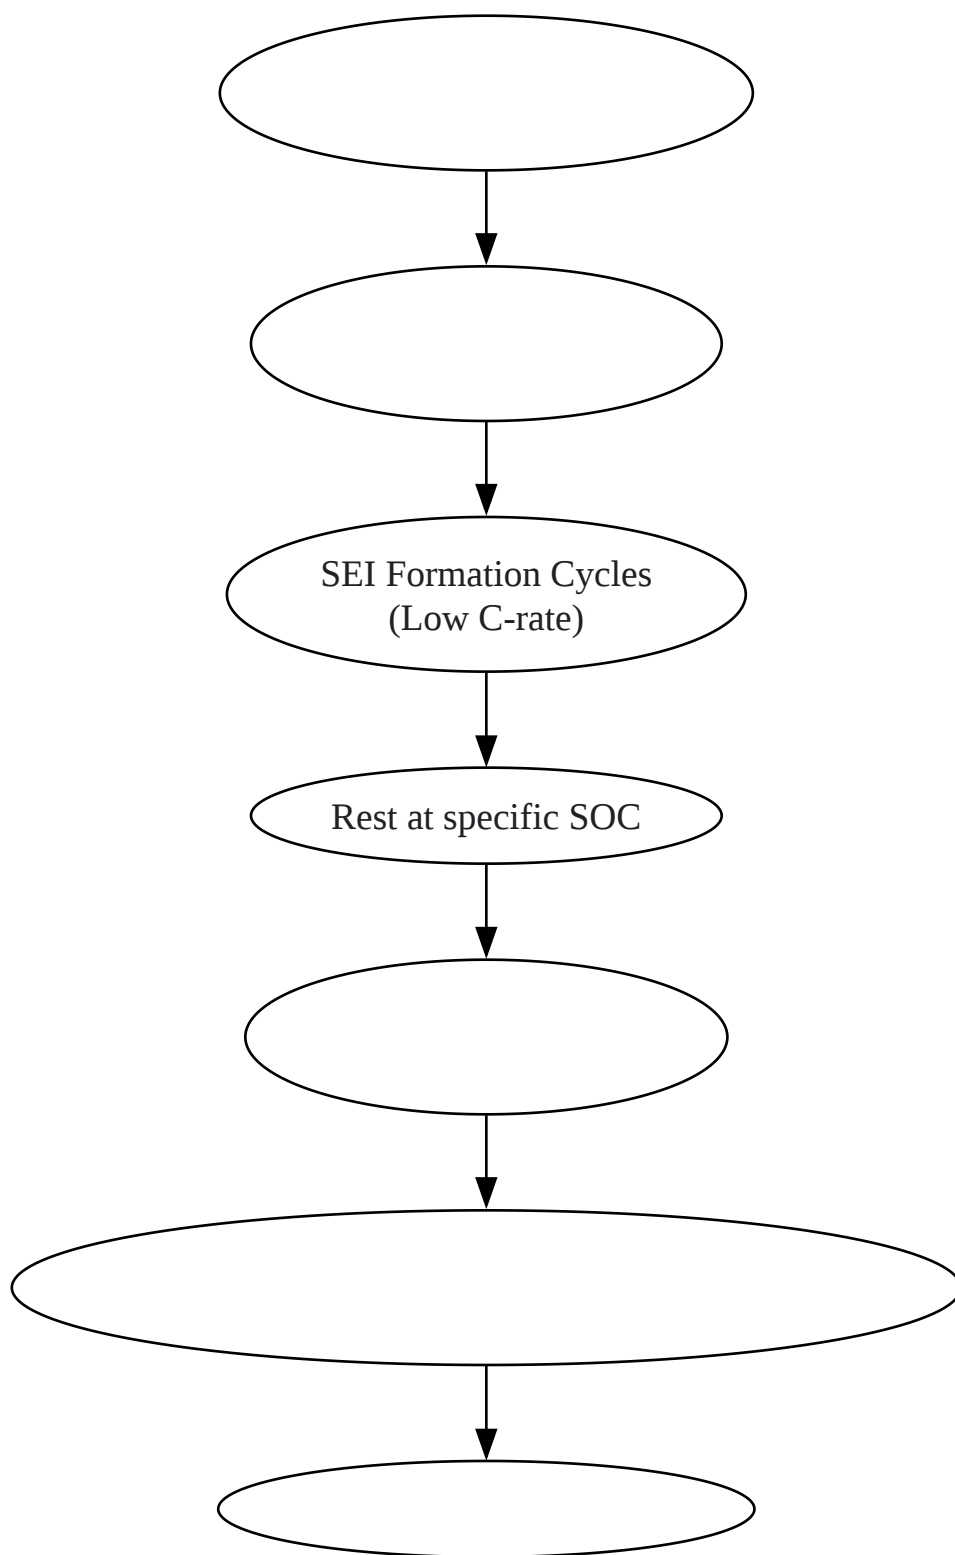 SEI Formation Cycles
(Low C-rate)
Rest at specific SOC